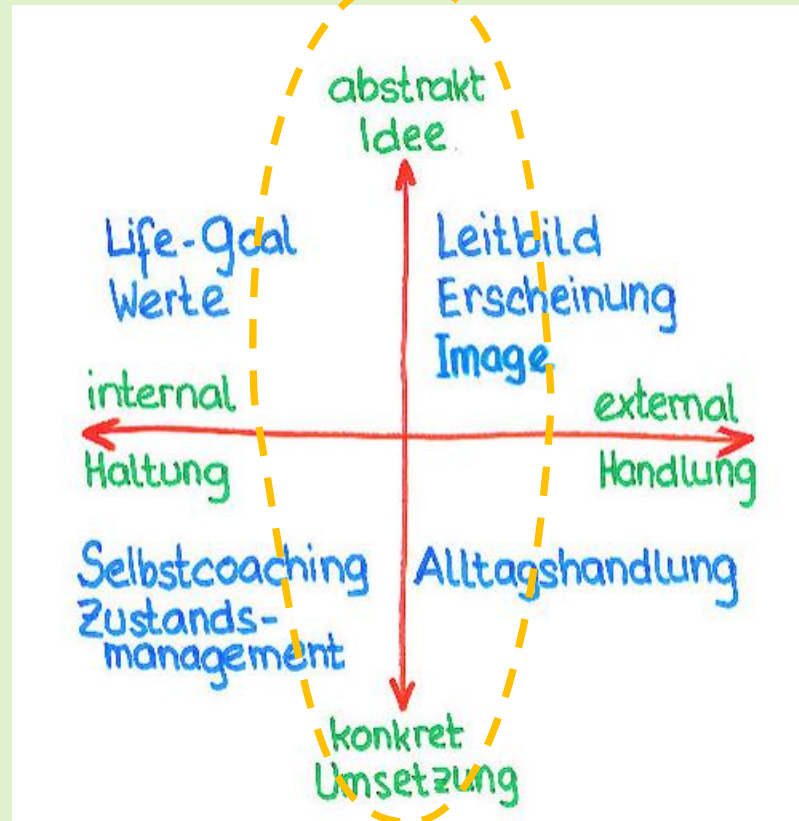 abstrakt
Idee
Life-Goal
Werte
Leitbild
Erscheinung
Image
internal
external
Haltung
Handlung
Selbstcoaching
Zustands-
management
Alltagshandlung
konkret
Umsetzung